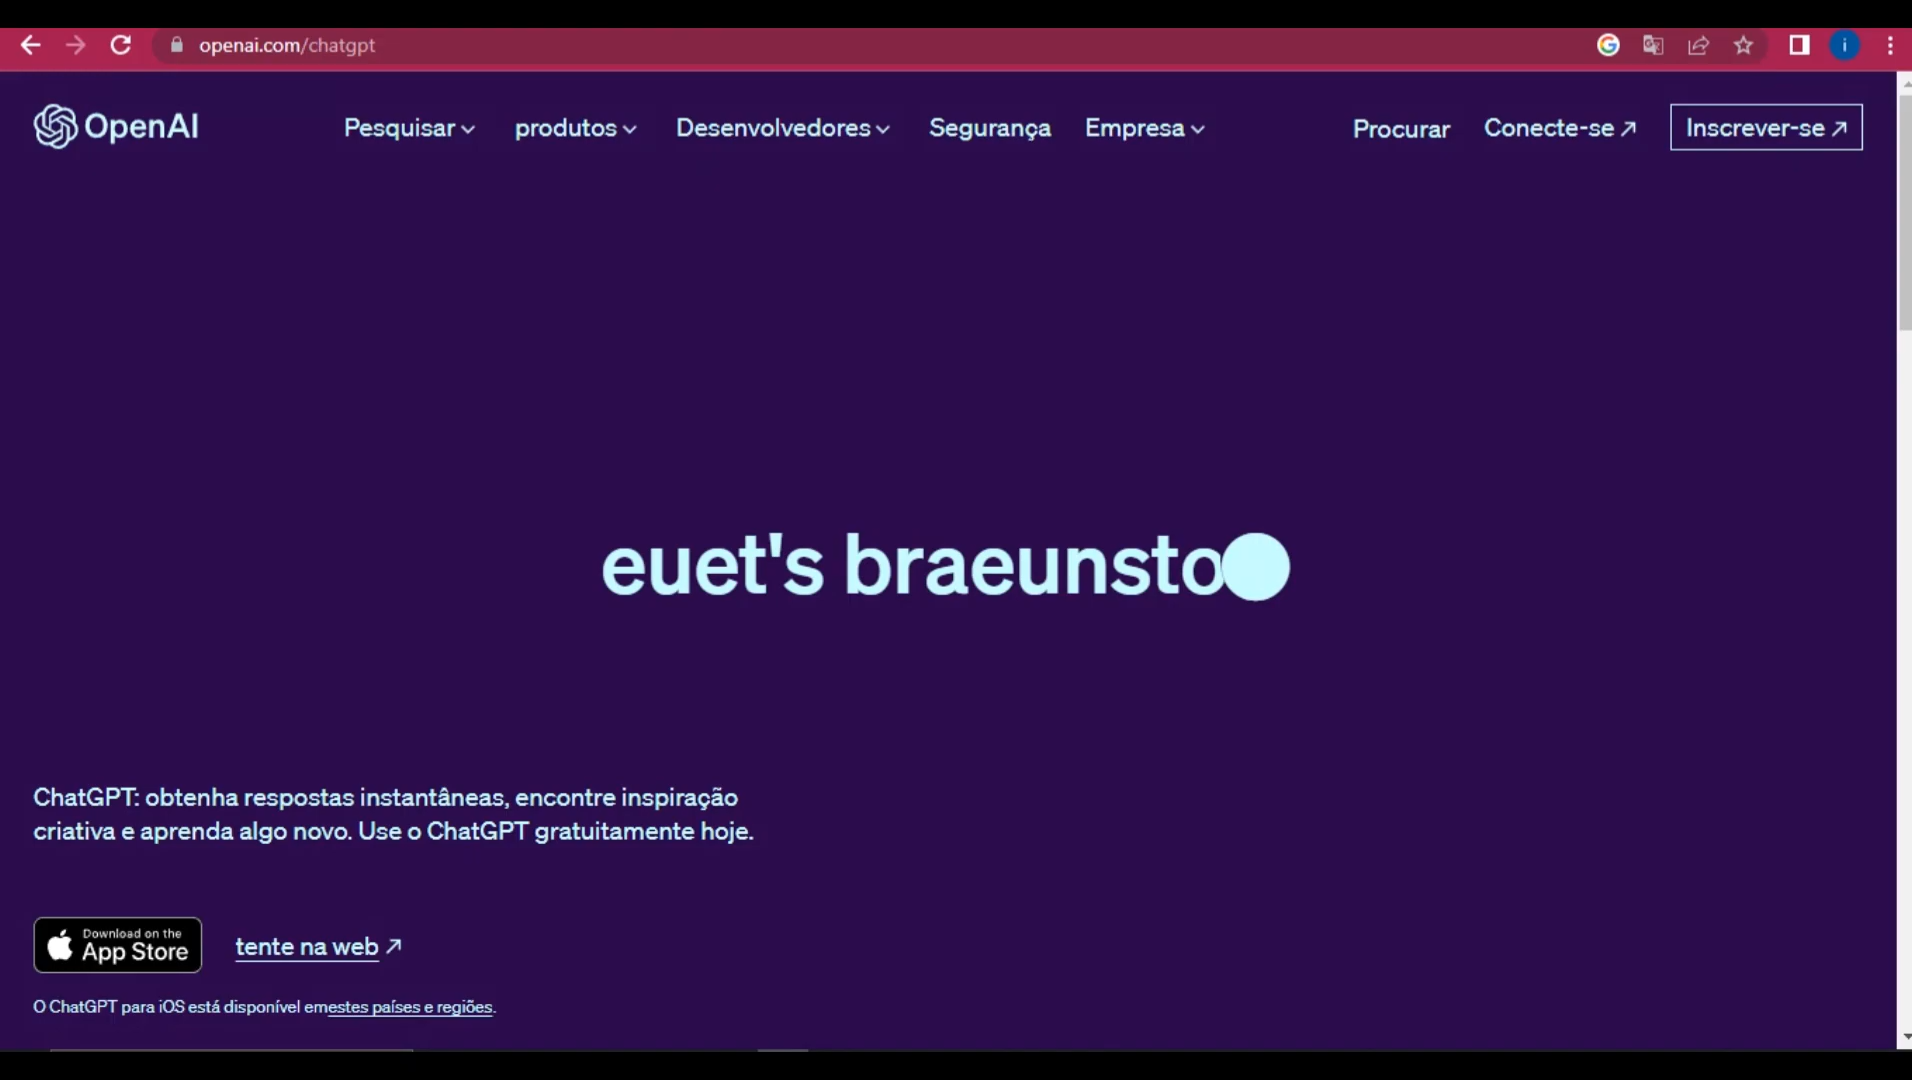 openai.com/chatgpt
i
OpenAI Pesquisar produtos Desenvolvedores Segurança Empresa Procurar Conecte-se ↗ Inscrever-se ↗
euet's braeunsto
ChatGPT: obtenha respostas instantâneas, encontre inspiração
criativa e aprenda algo novo. Use o ChatGPT gratuitamente hoje.
Download on the
App Store
tente na web ↗
O ChatGPT para iOS está disponível emestes países e regiões.